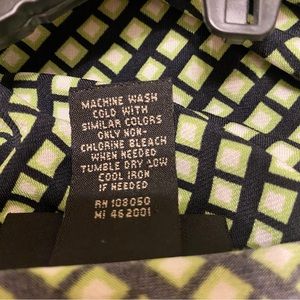 MACHINE WASH
COLD WITH
SIMILAR COLORS
ONLY NON-
CHLORINE BLEACH
WHEN NEEDED
TUMBLE DRY LOW
COOL IRON
IF NEEDED
RN 108050
MI 462001